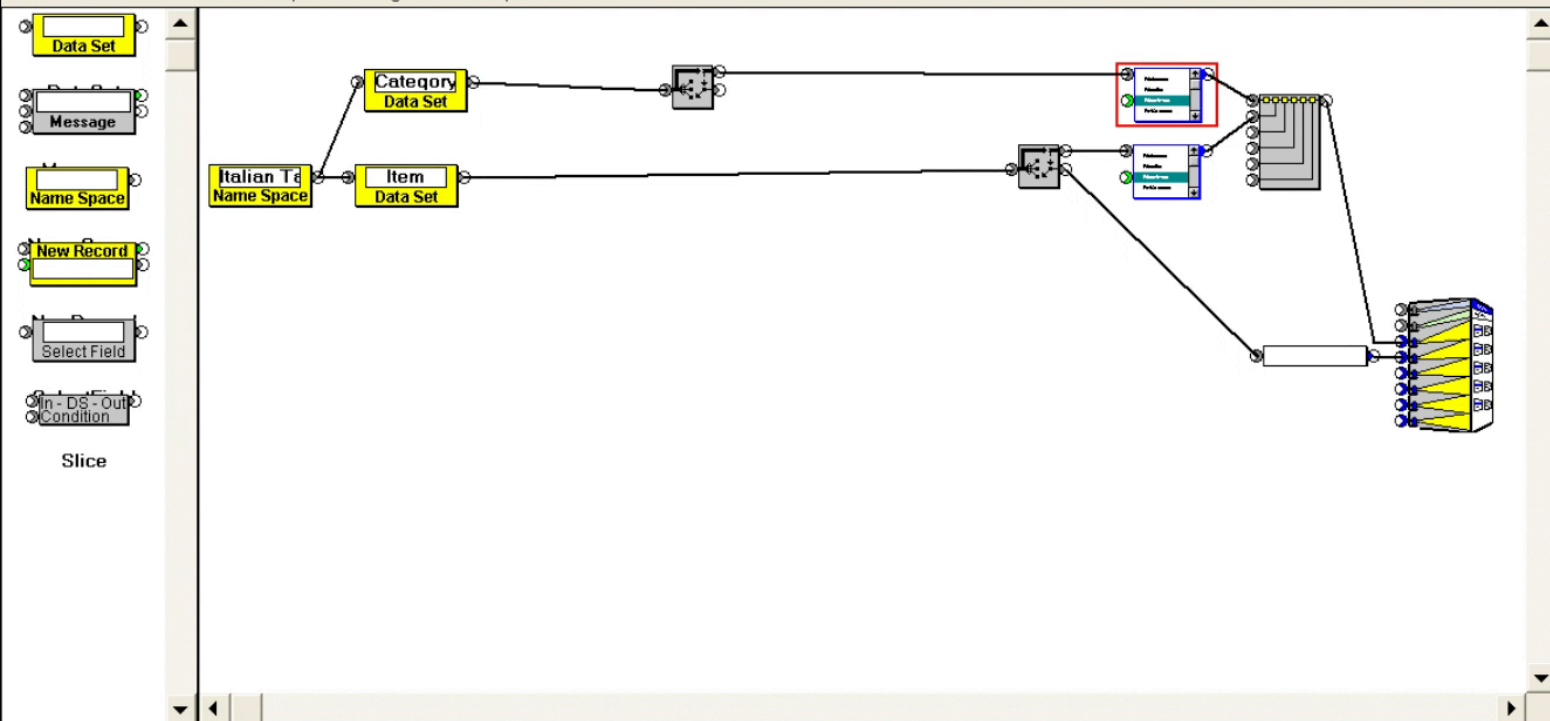 Data Set
Message
Name Space
New Record
Select Field
In - DS - Out
Condition
Slice
Category
Data Set
Italian Ta
Name Space
Item
Data Set